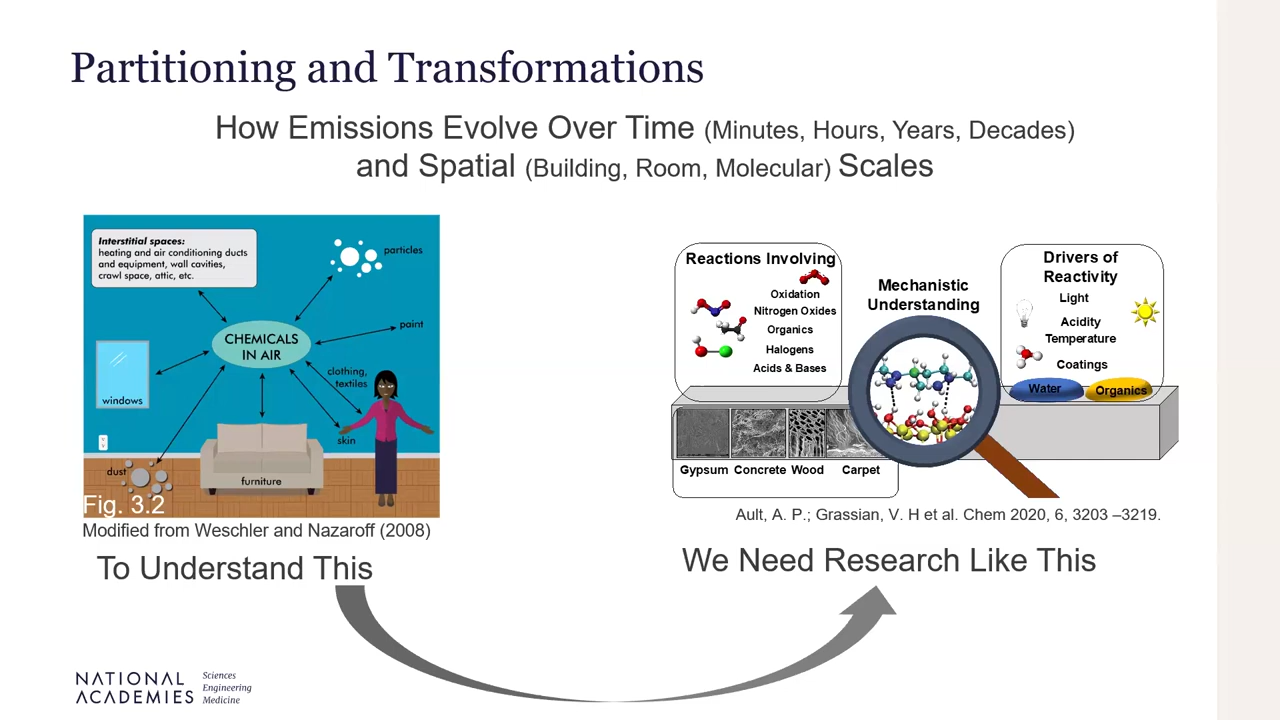 Partitioning and Transformations
How Emissions Evolve Over Time (Minutes, Hours, Years, Decades)
and Spatial (Building, Room, Molecular) Scales
Interstitial spaces:
heating and air conditioning ducts
and equipment, wall cavities,
crawl space, attic, etc.
particles
paint
CHEMICALS
IN AIR
clothing,
textiles
windows
skin
dust
furniture
Fig. 3.2
Modified from Weschler and Nazaroff (2008)
To Understand This
Reactions Involving
Oxidation
Nitrogen Oxides
Organics
Halogens
Acids & Bases
Mechanistic
Understanding
Drivers of
Reactivity
Light
Acidity
Temperature
Coatings
Water
Organics
Gypsum Concrete Wood Carpet
Ault, A. P.; Grassian, V. H et al. Chem 2020, 6, 3203 –3219.
We Need Research Like This
NATIONAL
ACADEMIES
Sciences
Engineering
Medicine